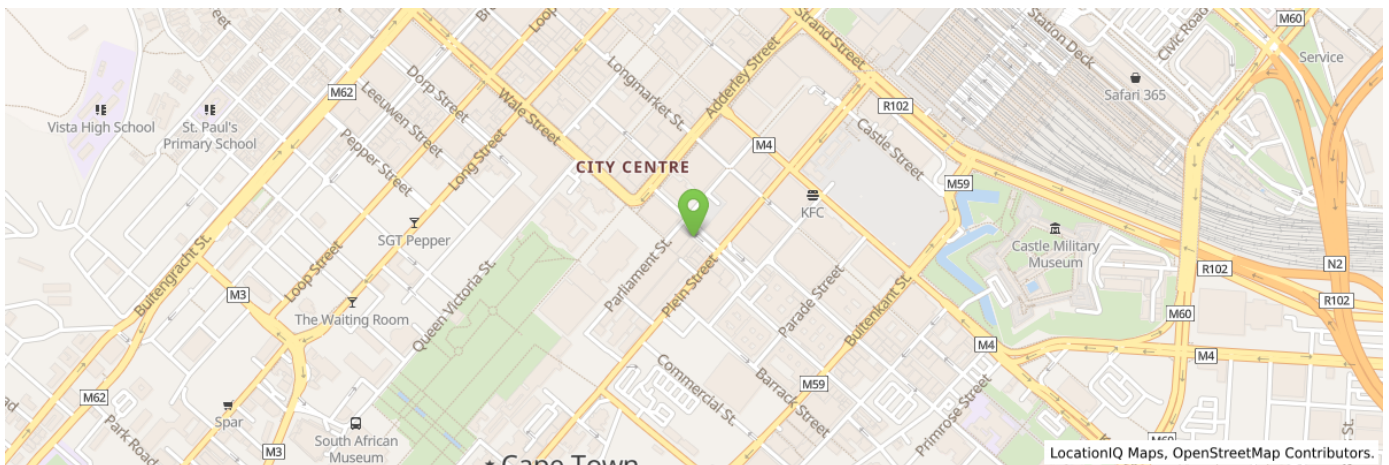 Street
Loop
Strand Street
Station Deck
Civic Road
M60
Service
Dorp Street
Longmarket St.
Adderley Street
Safari 365
M62
Leeuwen Street
Wale Street
R102
Vista High School
St. Paul's
Primary School
Pepper Street
Long Street
M4
Castle Street
CITY CENTRE
M59
KFC
SGT Pepper
Castle Military
Museum
Buitengracht St.
Loop Street
Queen Victoria St.
Parliament St.
Plein Street
Parade Street
Buitenkant St.
R102
N2
M3
R102
The Waiting Room
M60
M4
M4
Commercial St.
M59
Barrack Street
Primrose Street
M62
Spar
Park Road
South African
Museum
M3
Cape Town
M60
St.
LocationIQ Maps, OpenStreetMap Contributors.